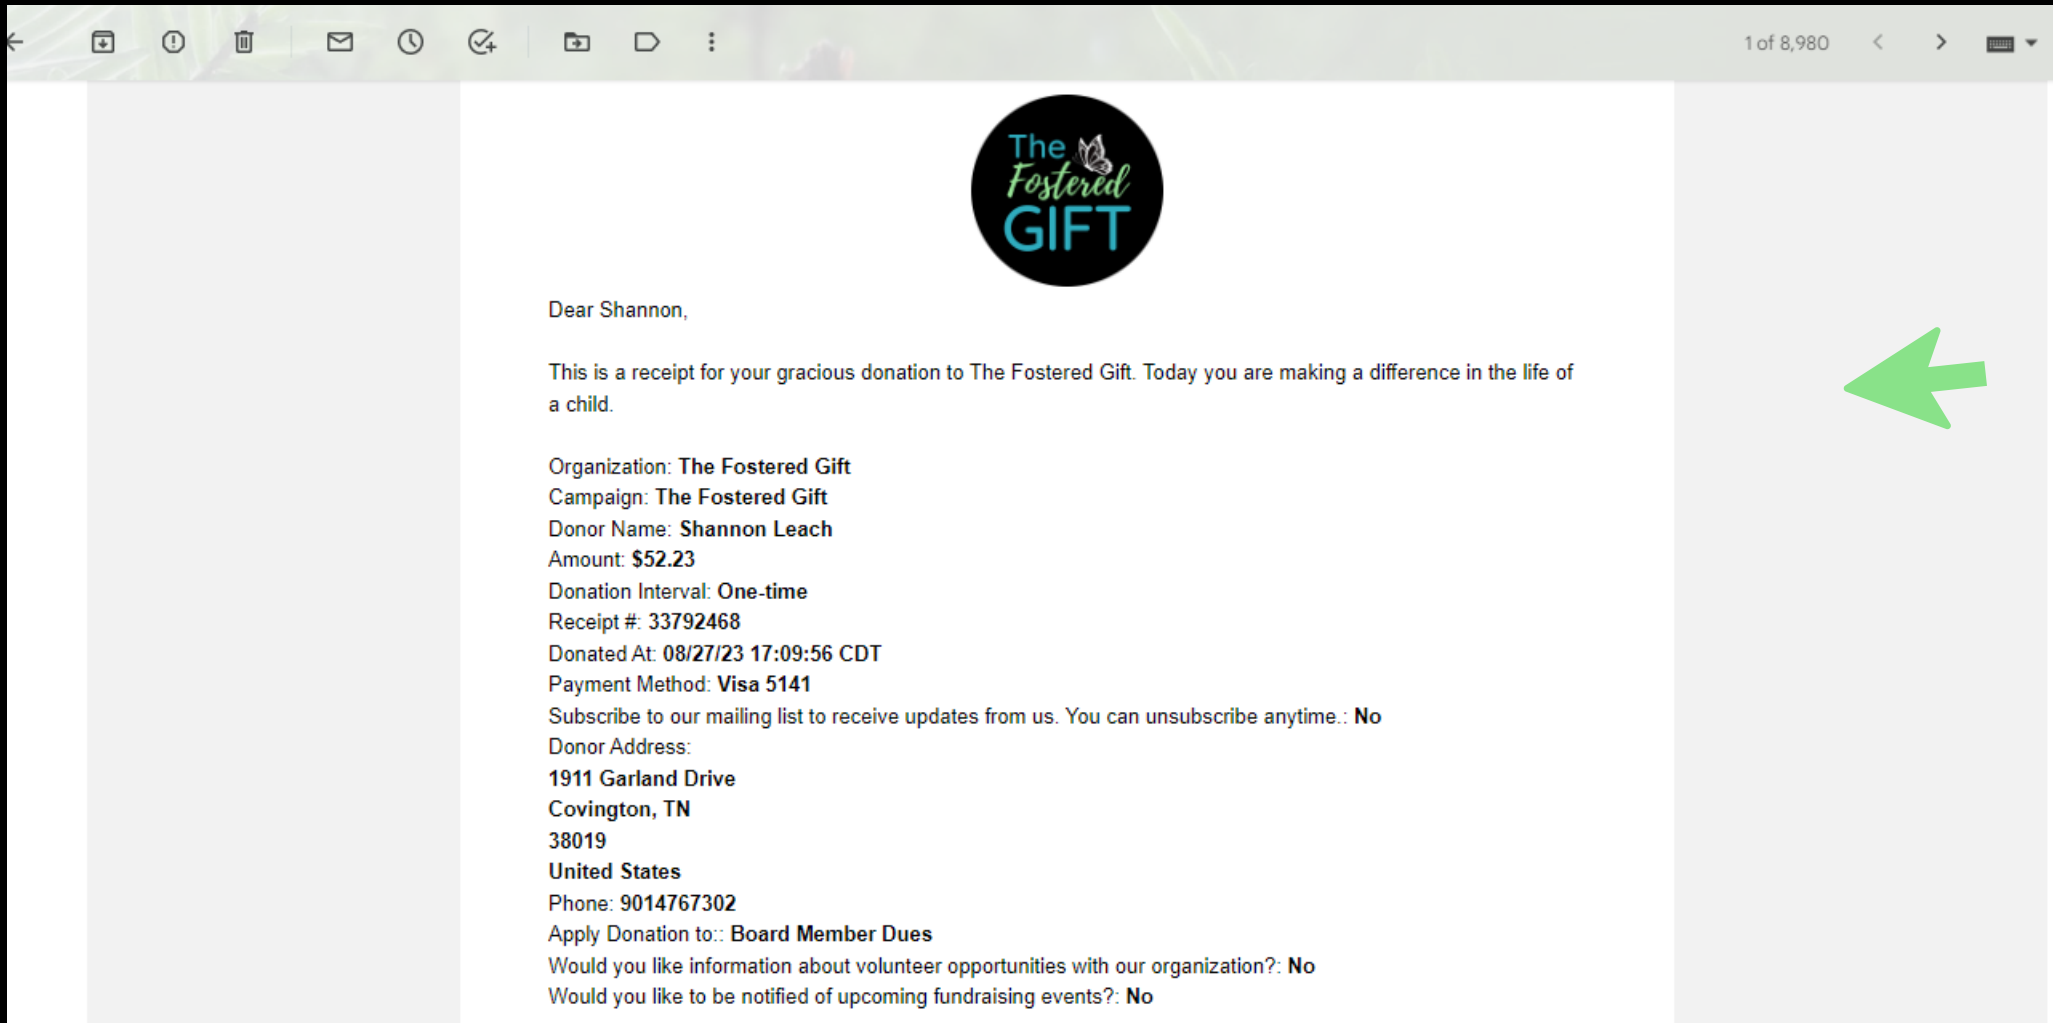 1 of 8,980
The
Fostered
GIFT
Dear Shannon,
This is a receipt for your gracious donation to The Fostered Gift. Today you are making a difference in the life of
a child.
Organization: The Fostered Gift
Campaign: The Fostered Gift
Donor Name: Shannon Leach
Amount: $52.23
Donation Interval: One-time
Receipt #: 33792468
Donated At: 08/27/23 17:09:56 CDT
Payment Method: Visa 5141
Subscribe to our mailing list to receive updates from us. You can unsubscribe anytime.: No
Donor Address:
1911 Garland Drive
Covington, TN
38019
United States
Phone: 9014767302
Apply Donation to:: Board Member Dues
Would you like information about volunteer opportunities with our organization?: No
Would you like to be notified of upcoming fundraising events?: No